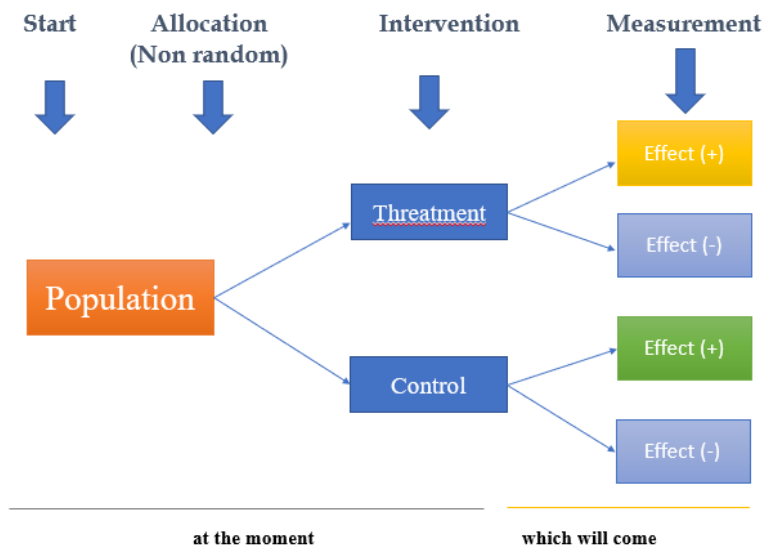 Start
Allocation
(Non random)
Intervention
Measurement
Effect (+)
Threatment
Effect (-)
Population
Effect (+)
Control
Effect (-)
at the moment
which will come